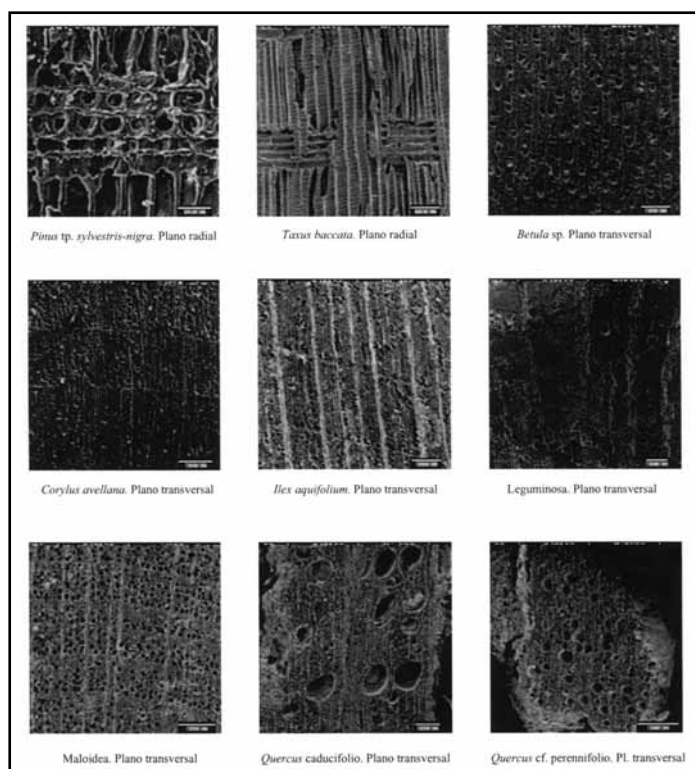 Pinus tp. sylvestris-nigra. Plano radial
Taxus baccata. Plano radial
Betula sp. Plano transversal
Corylus avellana. Plano transversal
Ilex aquifolium. Plano transversal
Leguminosa. Plano transversal
Maloidea. Plano transversal
Quercus caducifolio. Plano transversal
Quercus cf. perennifolio. Pl. transversal